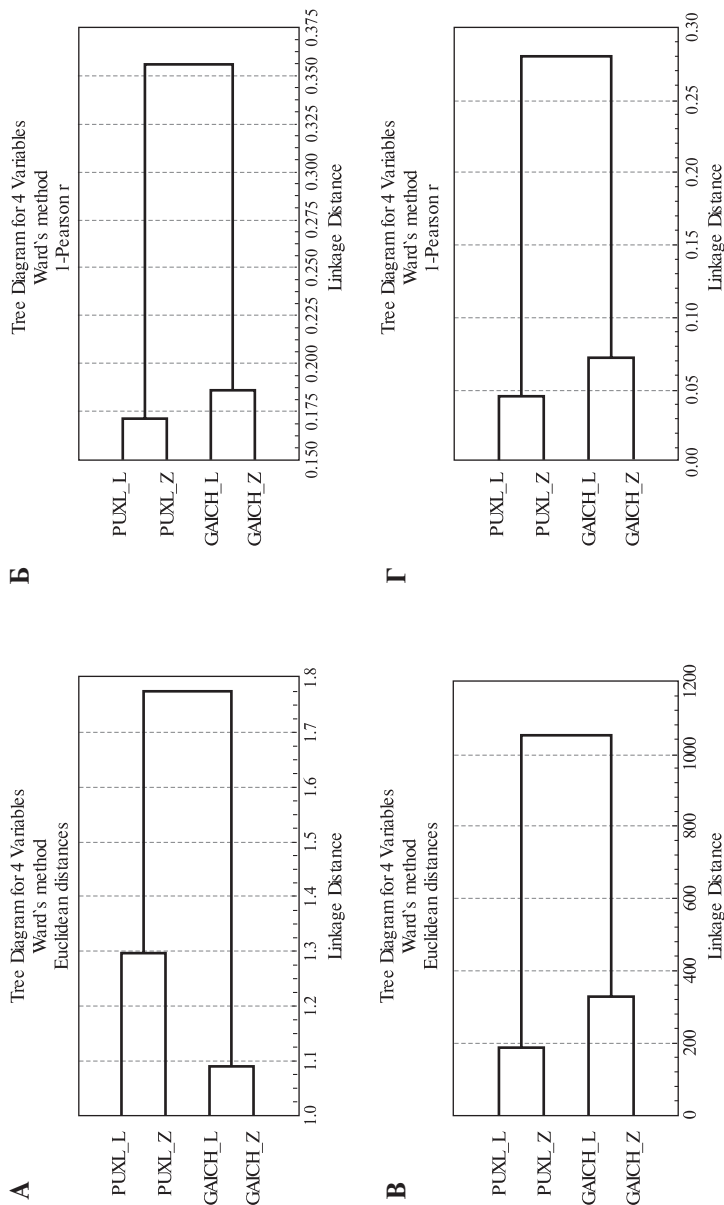 А
Tree Diagram for 4 Variables
Ward`s method
Euclidean distances
PUXL_L
PUXL_Z
GAICH_L
GAICH_Z
1.0 1.1 1.2 1.3 1.4 1.5 1.6 1.7 1.8
Linkage Distance
Б
Tree Diagram for 4 Variables
Ward`s method
1-Pearson r
PUXL_L
PUXL_Z
GAICH_L
GAICH_Z
0.150 0.175 0.200 0.225 0.250 0.275 0.300 0.325 0.350 0.375
Linkage Distance
В
Tree Diagram for 4 Variables
Ward`s method
Euclidean distances
PUXL_L
PUXL_Z
GAICH_L
GAICH_Z
0 200 400 600 800 1000 1200
Linkage Distance
Г
Tree Diagram for 4 Variables
Ward`s method
1-Pearson r
PUXL_L
PUXL_Z
GAICH_L
GAICH_Z
0.00 0.05 0.10 0.15 0.20 0.25 0.30
Linkage Distance